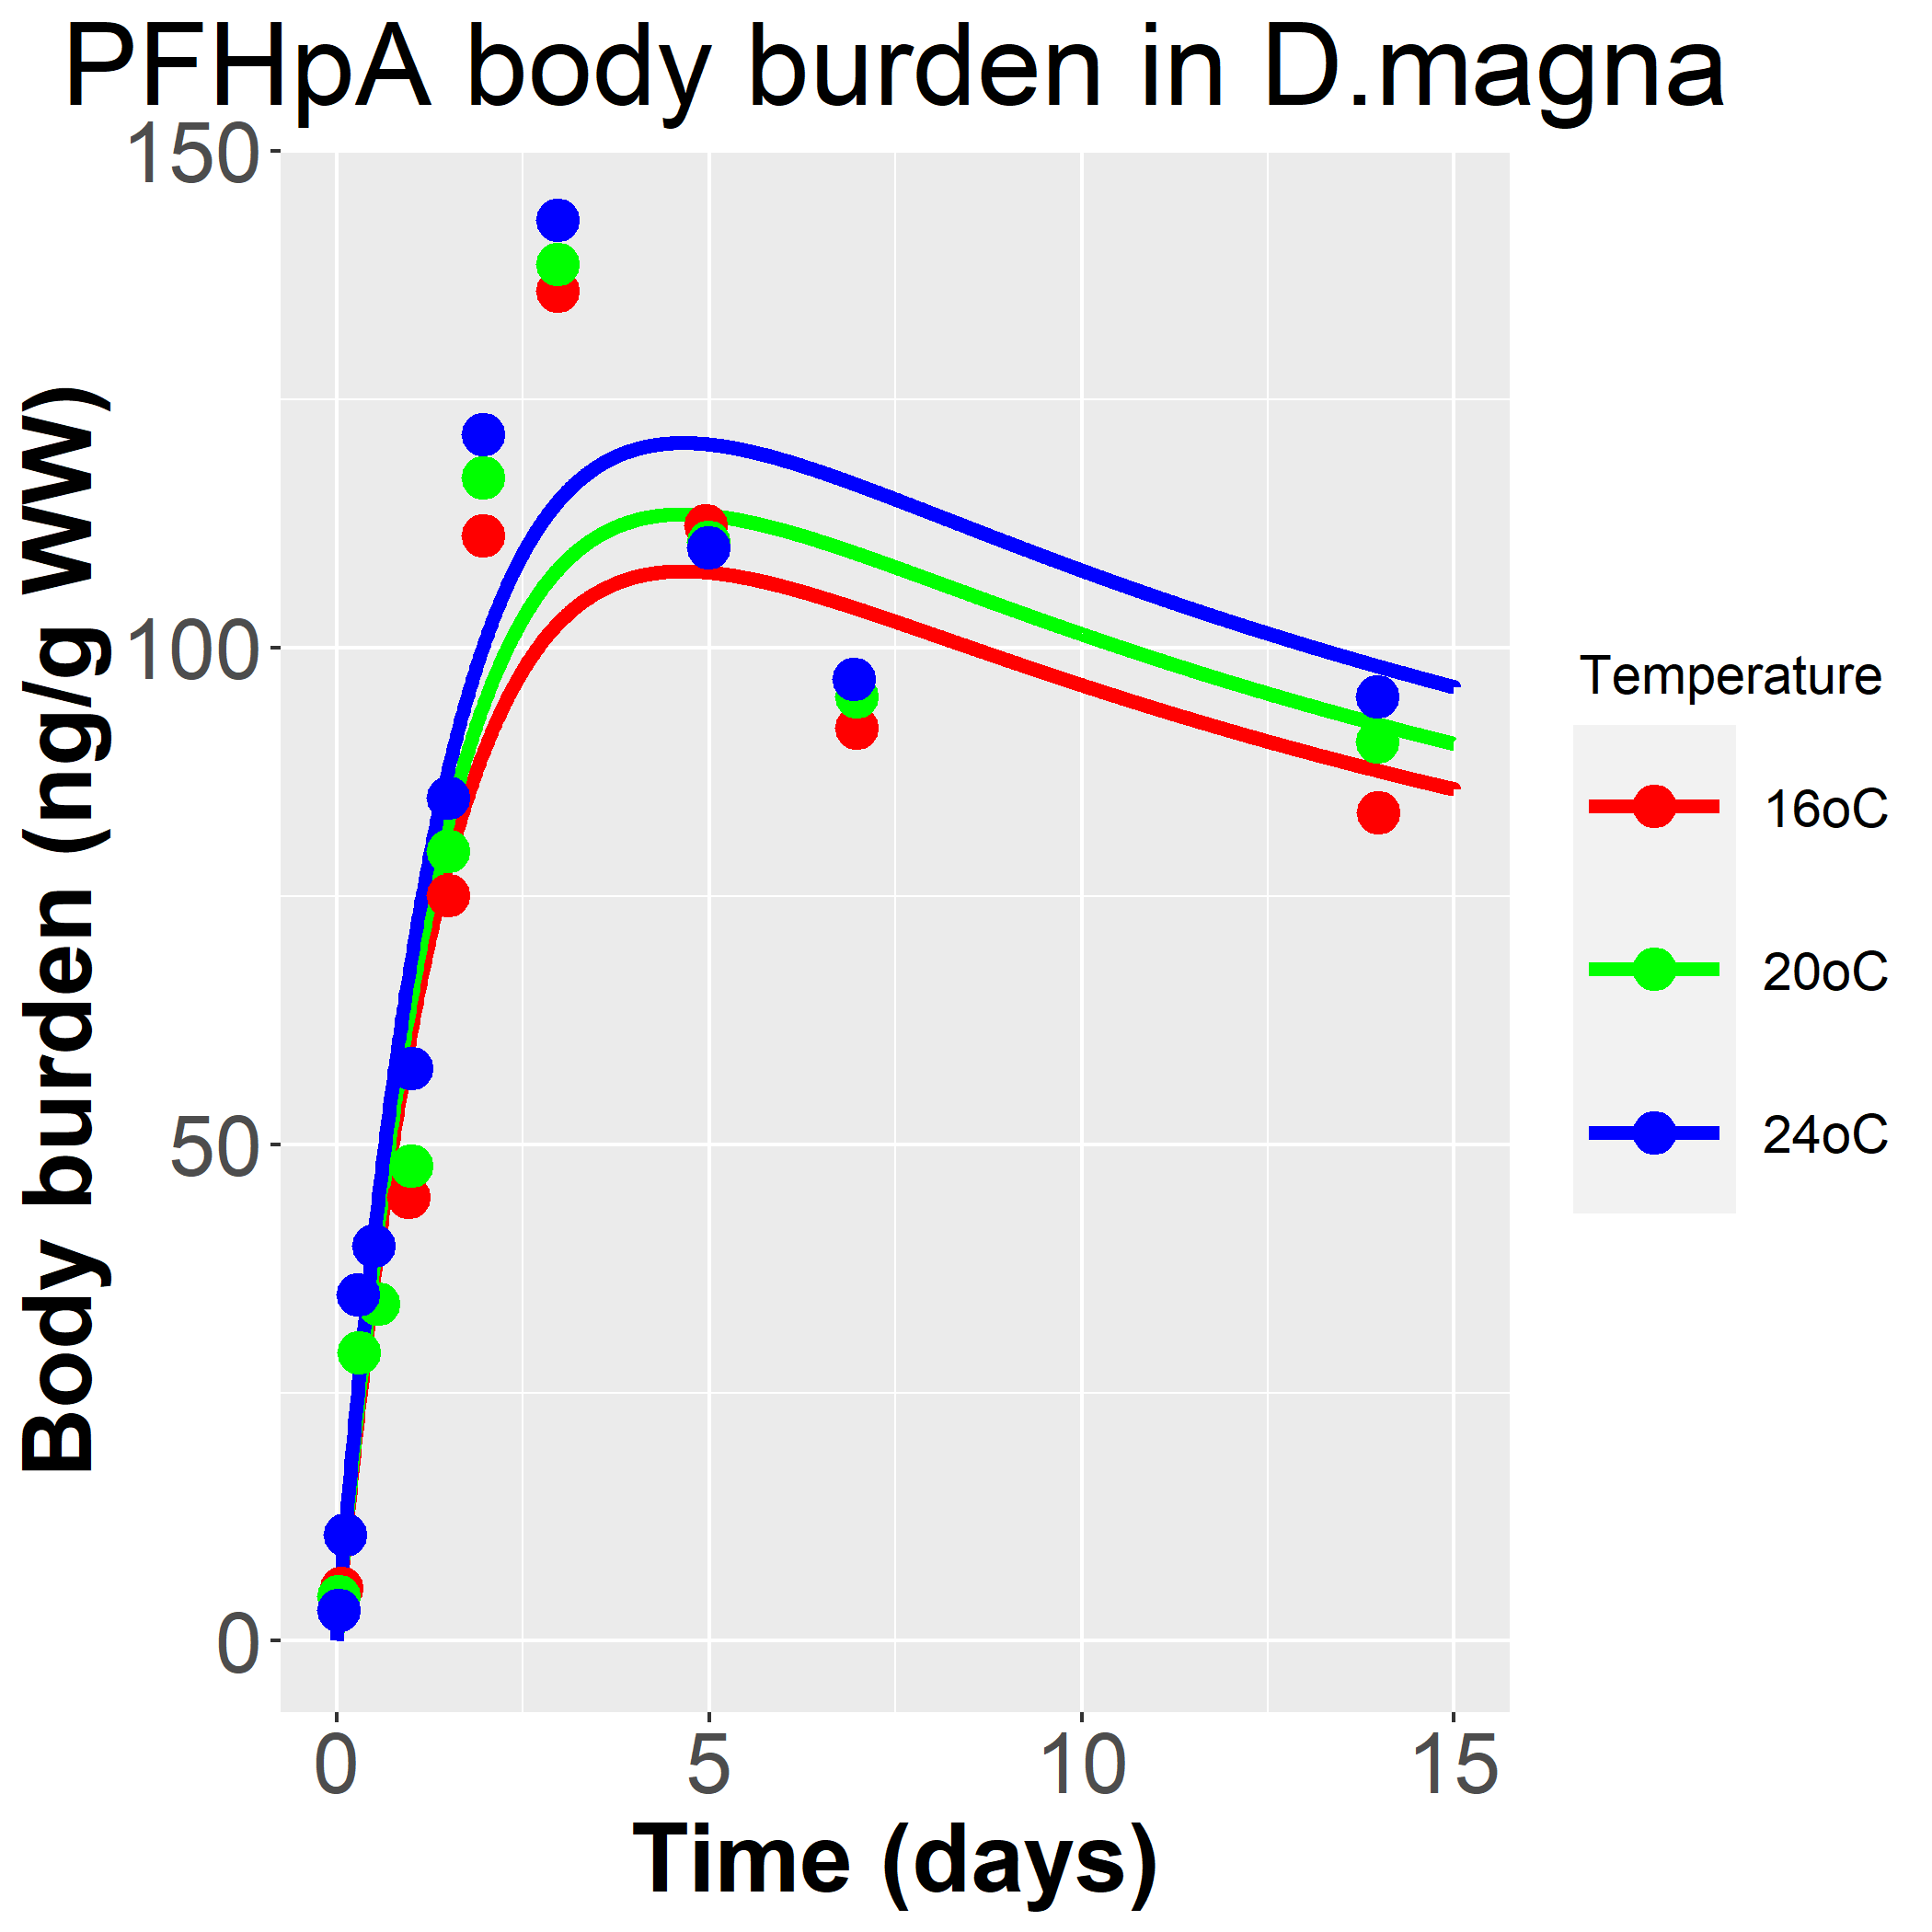 PFHpA body burden in D.magna
Body burden (ng/g WW)
150
100
50
0
0 5 10 15
Time (days)
Temperature
16oC
20oC
24oC